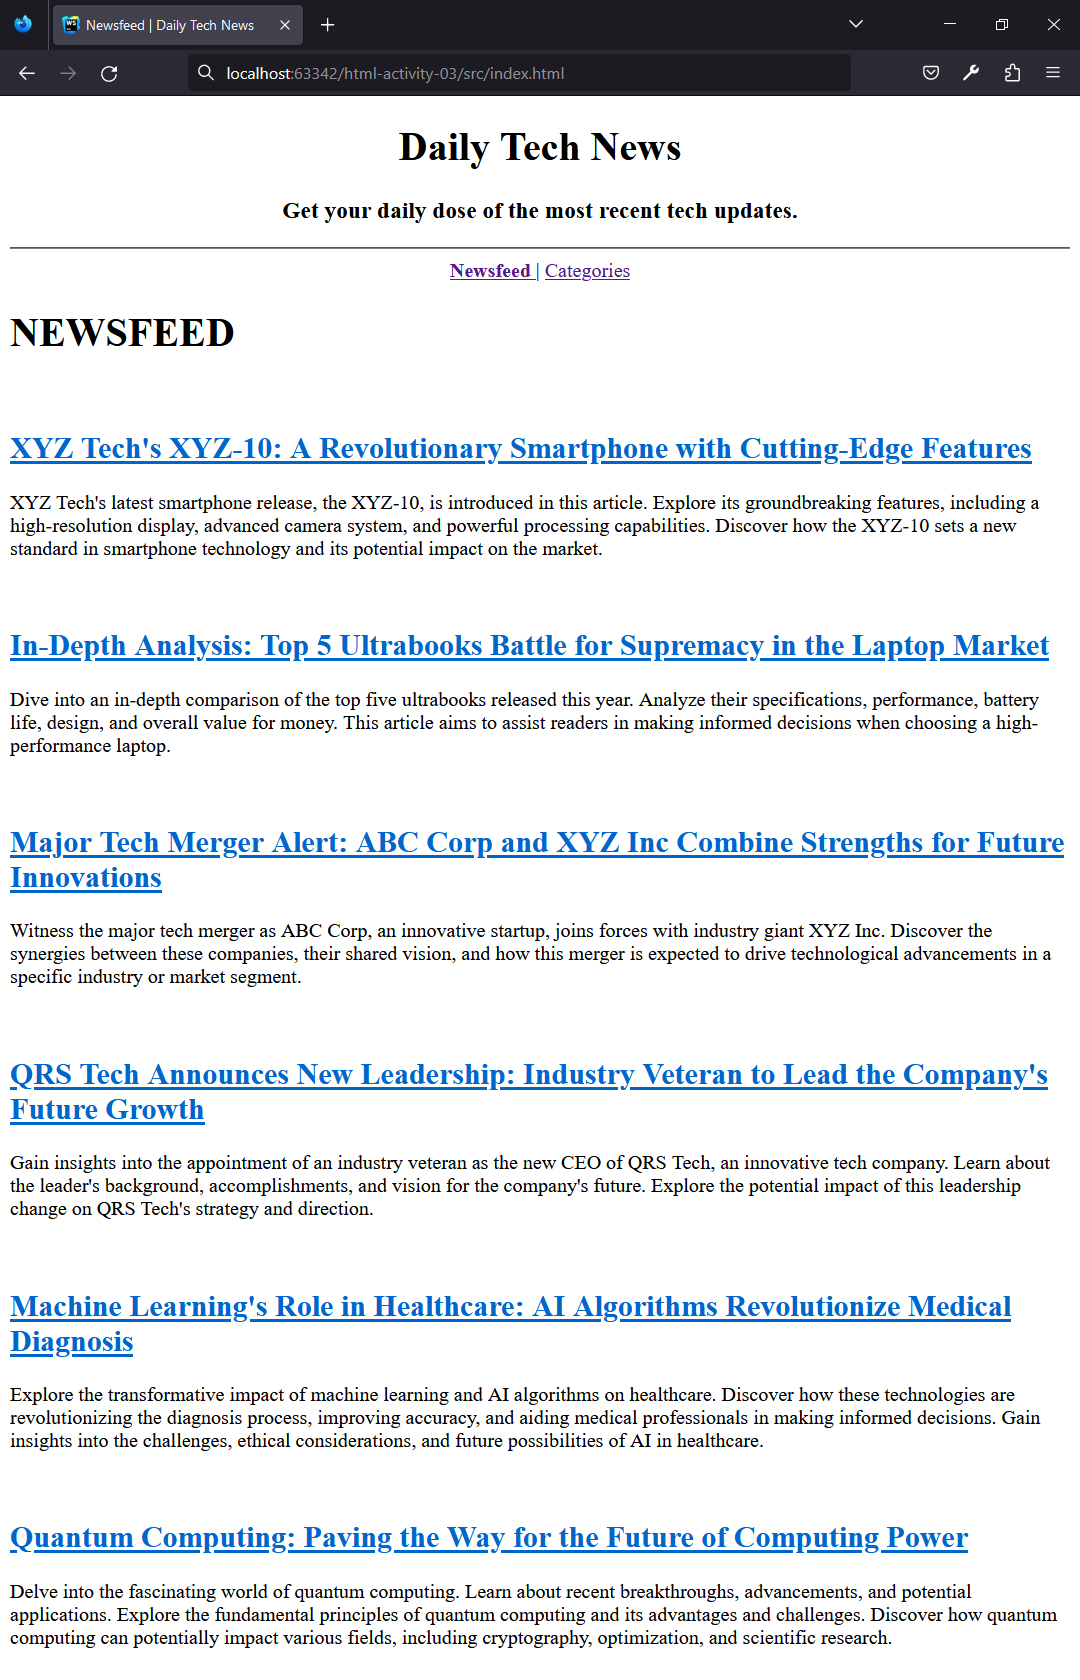 WS
Newsfeed | Daily Tech News
localhost:63342/html-activity-03/src/index.html
Daily Tech News
Get your daily dose of the most recent tech updates.
Newsfeed | Categories
NEWSFEED
XYZ Tech's XYZ-10: A Revolutionary Smartphone with Cutting-Edge Features
XYZ Tech's latest smartphone release, the XYZ-10, is introduced in this article. Explore its groundbreaking features, including a
high-resolution display, advanced camera system, and powerful processing capabilities. Discover how the XYZ-10 sets a new
standard in smartphone technology and its potential impact on the market.
In-Depth Analysis: Top 5 Ultrabooks Battle for Supremacy in the Laptop Market
Dive into an in-depth comparison of the top five ultrabooks released this year. Analyze their specifications, performance, battery
life, design, and overall value for money. This article aims to assist readers in making informed decisions when choosing a high-
performance laptop.
Major Tech Merger Alert: ABC Corp and XYZ Inc Combine Strengths for Future
Innovations
Witness the major tech merger as ABC Corp, an innovative startup, joins forces with industry giant XYZ Inc. Discover the
synergies between these companies, their shared vision, and how this merger is expected to drive technological advancements in a
specific industry or market segment.
QRS Tech Announces New Leadership: Industry Veteran to Lead the Company's
Future Growth
Gain insights into the appointment of an industry veteran as the new CEO of QRS Tech, an innovative tech company. Learn about
the leader's background, accomplishments, and vision for the company's future. Explore the potential impact of this leadership
change on QRS Tech's strategy and direction.
Machine Learning's Role in Healthcare: AI Algorithms Revolutionize Medical
Diagnosis
Explore the transformative impact of machine learning and AI algorithms on healthcare. Discover how these technologies are
revolutionizing the diagnosis process, improving accuracy, and aiding medical professionals in making informed decisions. Gain
insights into the challenges, ethical considerations, and future possibilities of AI in healthcare.
Quantum Computing: Paving the Way for the Future of Computing Power
Delve into the fascinating world of quantum computing. Learn about recent breakthroughs, advancements, and potential
applications. Explore the fundamental principles of quantum computing and its advantages and challenges. Discover how quantum
computing can potentially impact various fields, including cryptography, optimization, and scientific research.